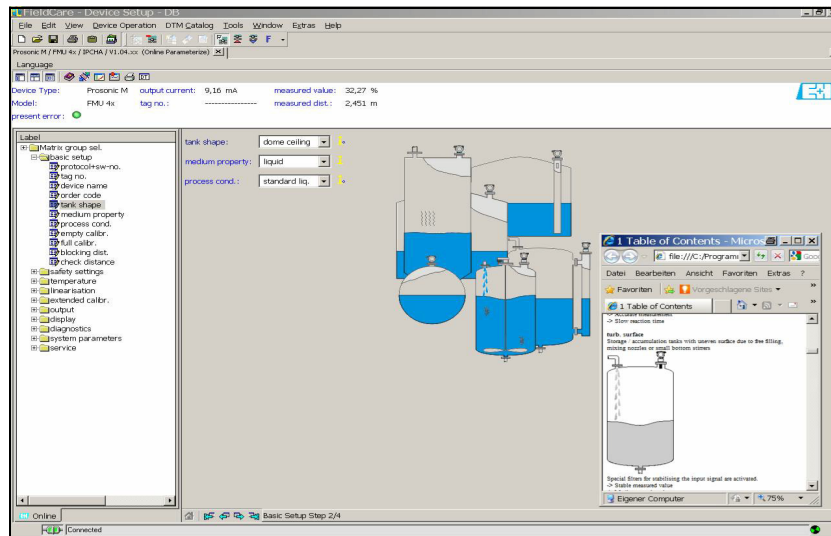 FieldCare - Device Setup - DB
File Edit View Device Operation DTM Catalog Tools Window Extras Help
Prosonic M / FMU 4x / IPCHA / V1.04.xx (Online Parameterize)
Language
Device Type: Prosonic M output current: 9,16 mA measured value: 32,27 %
Model: FMU 4x tag no.: ---------------- measured dist.: 2,451 m
present error:
E+H
Label
Matrix group sel.
basic setup
protocol+sw-no.
tag no.
device name
order code
tank shape
medium property
process cond.
empty calibr.
full calibr.
blocking dist.
check distance
safety settings
temperature
linearisation
extended calibr.
output
display
diagnostics
system parameters
service
tank shape: dome ceiling
medium property: liquid
process cond.: standard liq.
1 Table of Contents - Micros
file:///C:/Programı
Goo
Datei Bearbeiten Ansicht Favoriten Extras ?
Favoriten Vorgeschlagene Sites
1 Table of Contents
-> Accurate measurement.
-> Slow reaction time
turb. surface
Storage / accumulation tanks with uneven surface due to free filling,
mixing nozzles or small bottom stirrers
Special filters for stabilising the input signal are activated.
-> Stable measured value
Eigener Computer 75%
Online
Basic Setup Step 2/4
Connected